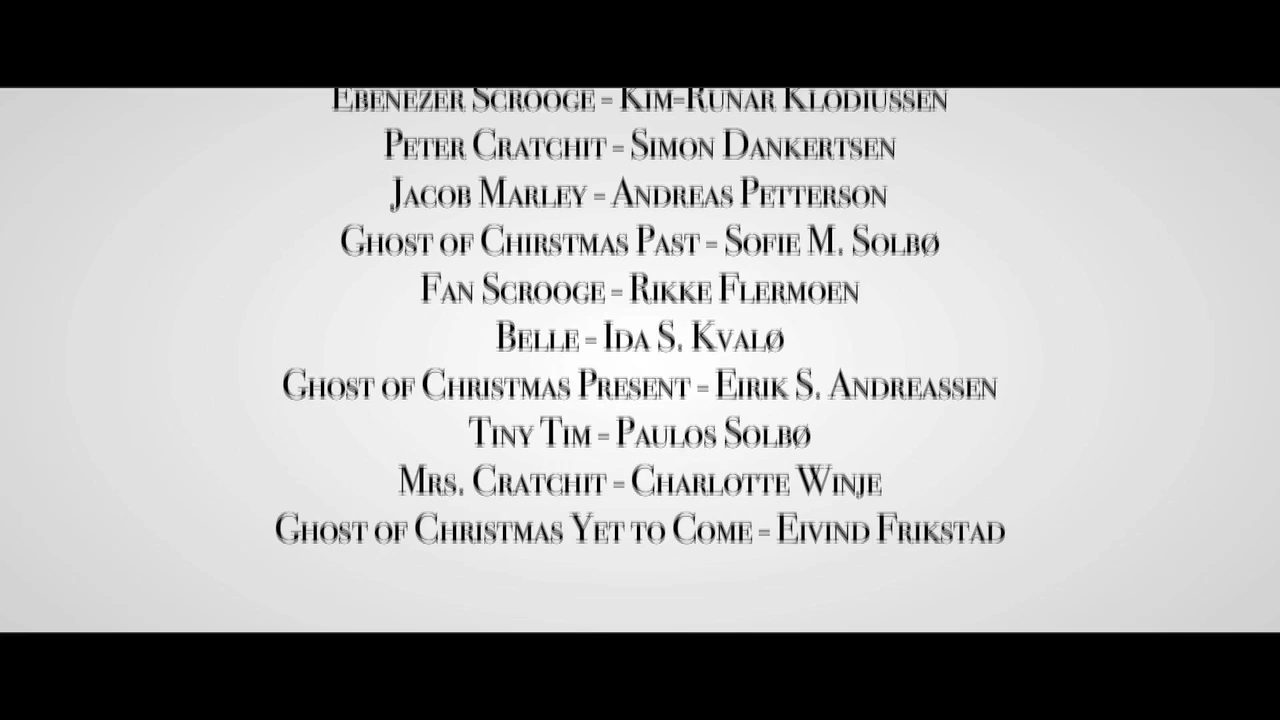 Ebenezer Scrooge - Kim-Runar Klodiussen
Peter Cratchit - Simon Dankertsen
Jacob Marley - Andreas Petterson
Ghost of Chirstmas Past - Sofie M. Solbø
Fan Scrooge - Rikke Flermoen
Belle - Ida S. Kvalø
Ghost of Christmas Present - Eirik S. Andreassen
Tiny Tim - Paulos Solbø
Mrs. Cratchit - Charlotte Winje
Ghost of Christmas Yet to Come - Eivind Frikstad